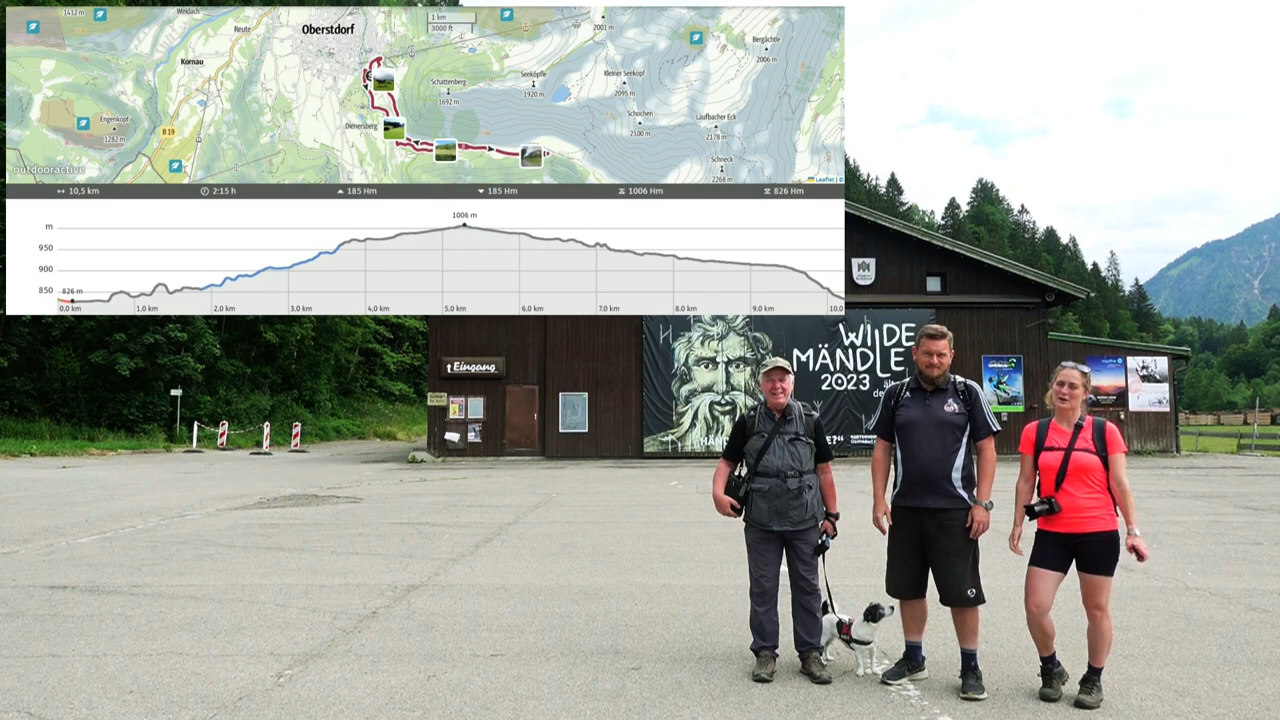 1412 m
Weidach
Reute
Oberstdorf
1 km
3000 ft
2001 m
Bergächtle
2006 m
Kornau
Schattenberg
1692 m
Seeköpfle
1920 m
Kleiner Seekopf
2095 m
Engenkopf
1282 m
B 19
Dienersberg
Schochen
2100 m
Laufbacher Eck
2178 m
Schneck
2268 m
outdooractive
Leaflet | ©
10,5 km
2:15 h
185 Hm
185 Hm
1006 Hm
826 Hm
m
950
900
850
1006 m
826 m
0,0 km
1,0 km
2,0 km
3,0 km
4,0 km
5,0 km
6,0 km
7,0 km
8,0 km
9,0 km
10,0
Eingang
WILDE
MÄNDLE
2023